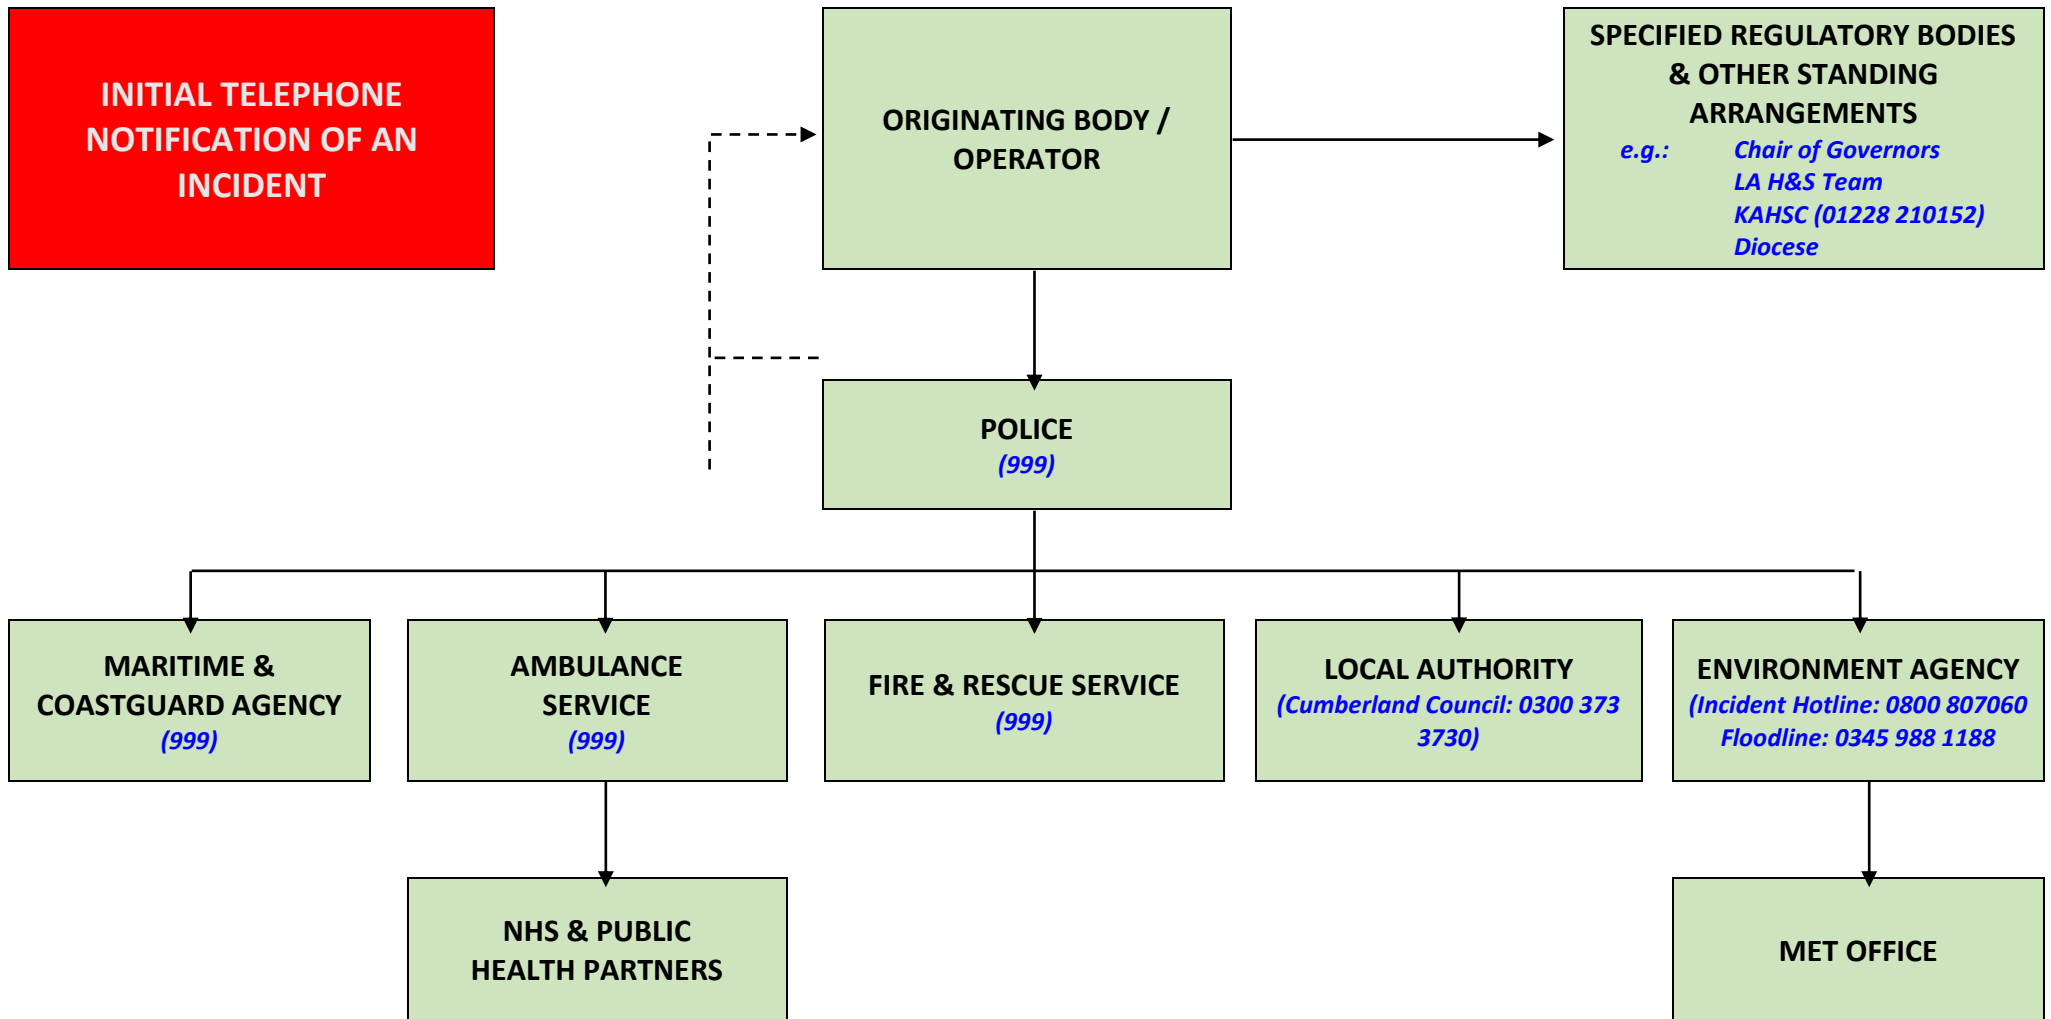 INITIAL TELEPHONE
NOTIFICATION OF AN
INCIDENT
ORIGINATING BODY /
OPERATOR
SPECIFIED REGULATORY BODIES
& OTHER STANDING
ARRANGEMENTS
e.g.: Chair of Governors
LA H&S Team
KAHSC (01228 210152)
Diocese
POLICE
(999)
MARITIME &
COASTGUARD AGENCY
(999)
AMBULANCE
SERVICE
(999)
FIRE & RESCUE SERVICE
(999)
LOCAL AUTHORITY
(Cumberland Council: 0300 373
3730)
ENVIRONMENT AGENCY
(Incident Hotline: 0800 807060
Floodline: 0345 988 1188
NHS & PUBLIC
HEALTH PARTNERS
MET OFFICE